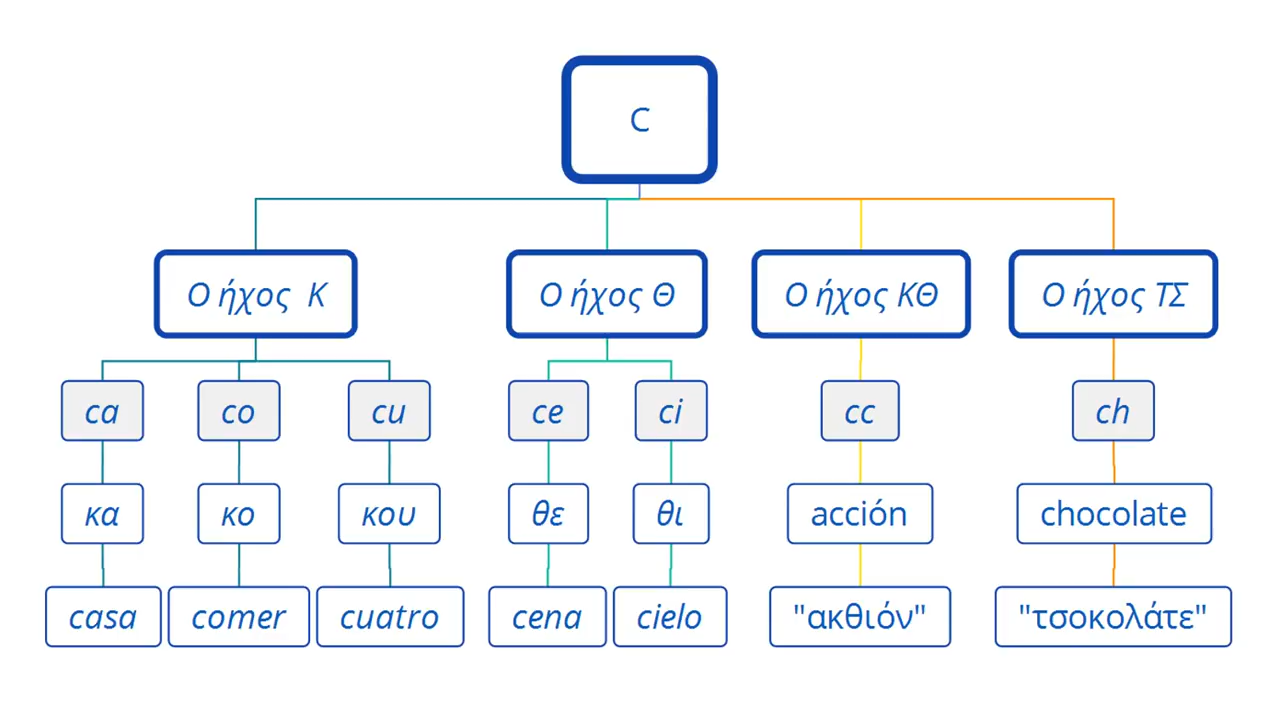 C
Ο ήχος Κ
Ο ήχος Θ
Ο ήχος ΚΘ
Ο ήχος ΤΣ
ca
co
cu
ce
ci
cc
ch
κα
κο
κου
θε
θι
acción
chocolate
casa
comer
cuatro
cena
cielo
"ακθιόν"
"τσοκολάτε"